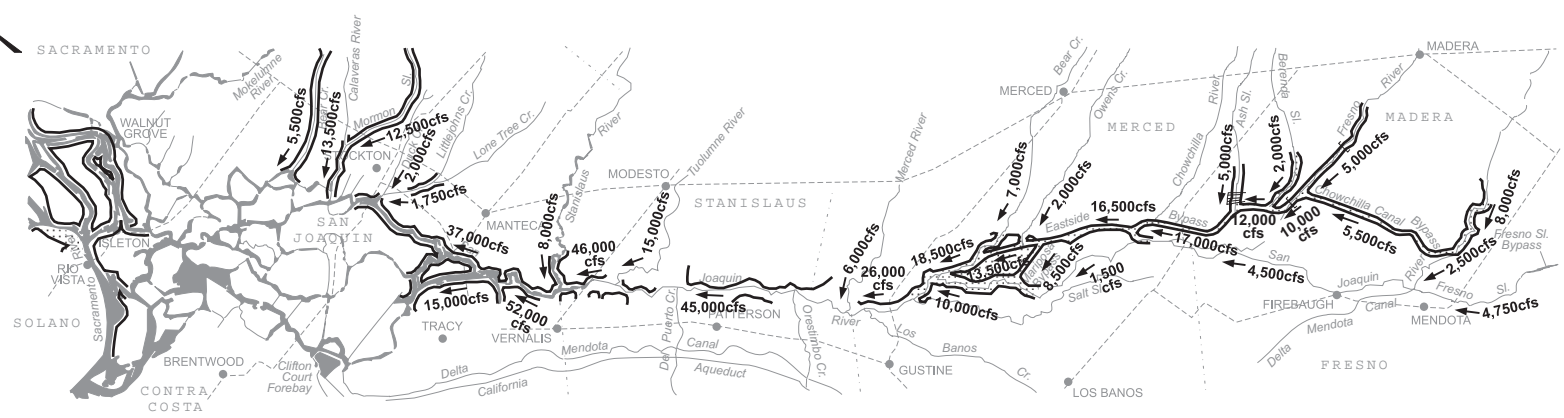 SACRAMENTO
Mokelumne
River
5,500cfs
Bear Cr.
13,500cfs
Calaveras River
Mormon
Sl.
12,500cfs
STOCKTON
Duck Cr.
2,000cfs
Littlejohns Cr.
Lone Tree Cr.
1,750cfs
WALNUT
GROVE
SAN
JOAQUIN
ISLETON
RIO
VISTA
Sacramento
River
SOLANO
BRENTWOOD
CONTRA
COSTA
Clifton
Court
Forebay
37,000cfs
15,000cfs
TRACY
MANTECA
8,000cfs
Stanislaus
River
46,000
cfs
52,000
cfs
VERNALIS
15,000cfs
MODESTO
Tuolumne River
STANISLAUS
Joaquin
45,000cfs
PATTERSON
Del Puerto Cr.
Orestimbo Cr.
Delta
Mendota
Canal
California
Aqueduct
6,000cfs
Merced River
26,000
cfs
River
Los
Banos
Cr.
GUSTINE
LOS BANOS
18,500cfs
13,500cfs
10,000cfs
7,000cfs
Bear Cr.
MERCED
Owens Cr.
2,000cfs
Mariposa
Bypass
8,500cfs
1,500
cfs
Salt Sl.
Eastside
Bypass
16,500cfs
MERCED
Chowchilla
River
Ash Sl.
Berenda
Sl.
5,000cfs
2,000cfs
17,000cfs
12,000
cfs
10,000
cfs
Fresno
River
MADERA
MADERA
5,000cfs
Chowchilla Canal
Bypass
5,500cfs
8,000cfs
Fresno Sl.
Bypass
2,500cfs
San
Joaquin
River
4,500cfs
FIREBAUGH
Fresno
Sl.
MENDOTA
4,750cfs
Delta
Mendota
Canal
FRESNO